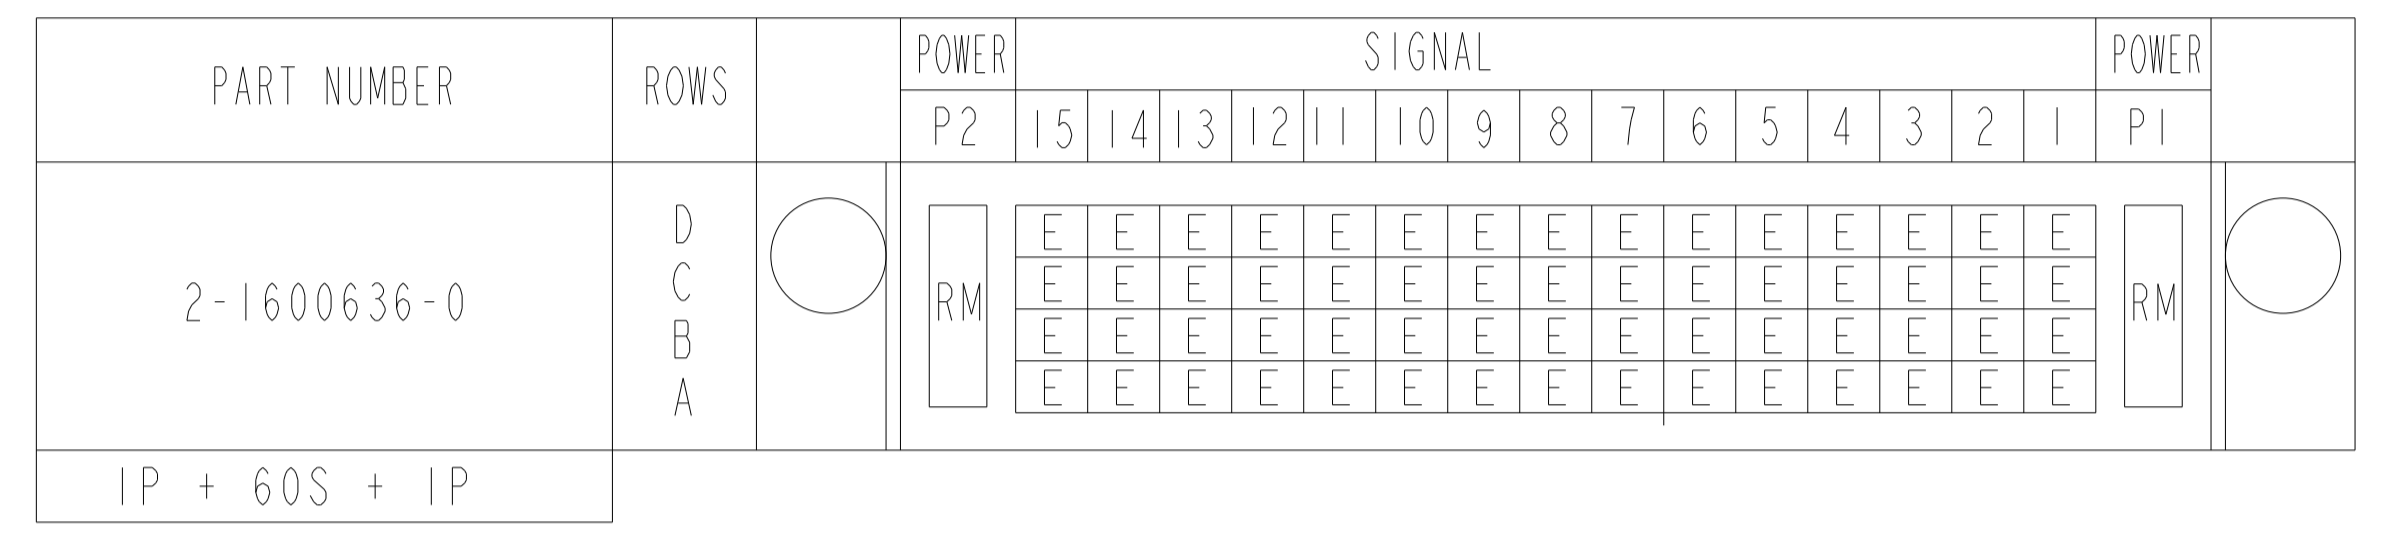 PART NUMBER ROWS POWER SIGNAL POWER
P2 15 14 13 12 11 10 9 8 7 6 5 4 3 2 1 P1
D E E E E E E E E E E E E E E E
2-1600636-0 C RM E E E E E E E E E E E E E E E RM
B E E E E E E E E E E E E E E E
A E E E E E E E E E E E E E E E
1P + 60S + 1P